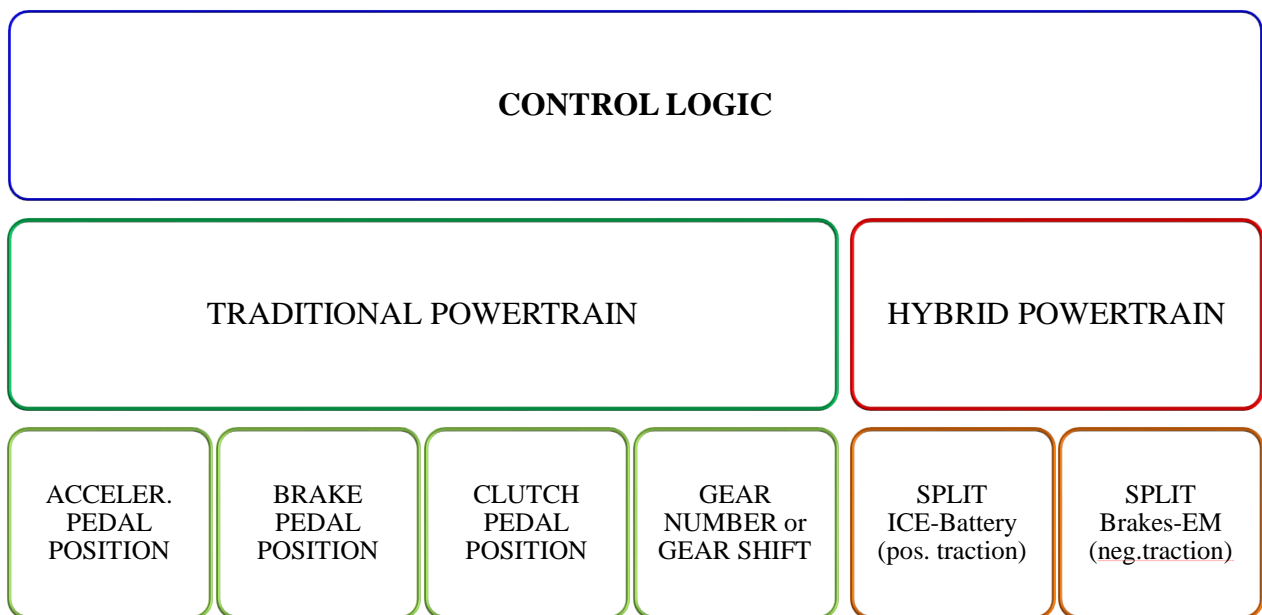 CONTROL LOGIC
TRADITIONAL POWERTRAIN
HYBRID POWERTRAIN
ACCELER.
PEDAL
POSITION
BRAKE
PEDAL
POSITION
CLUTCH
PEDAL
POSITION
GEAR
NUMBER or
GEAR SHIFT
SPLIT
ICE-Battery
(pos. traction)
SPLIT
Brakes-EM
(neg.traction)